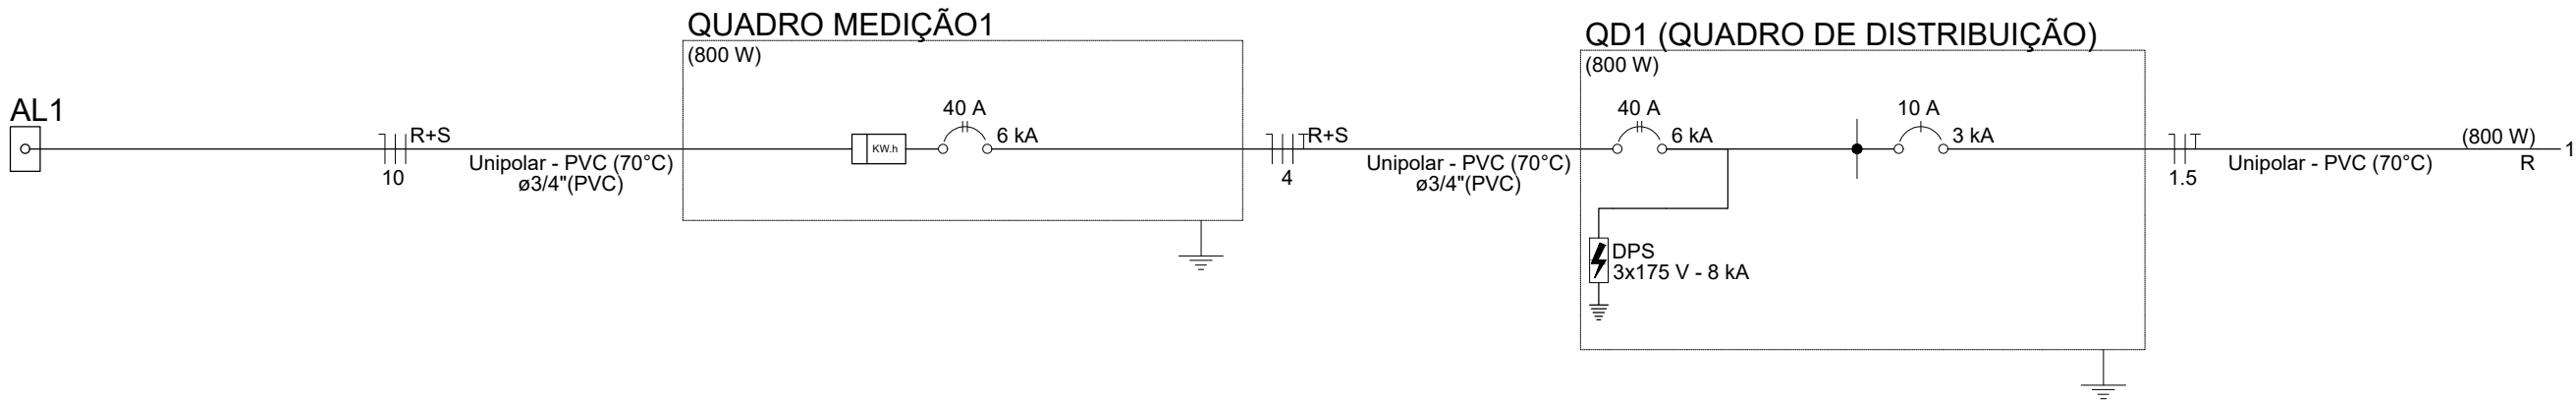 AL1
R+S
10
Unipolar - PVC (70°C)
ø3/4"(PVC)
QUADRO MEDIÇÃO1
(800 W)
KW.h
40 A
6 kA
R+S
4
Unipolar - PVC (70°C)
ø3/4"(PVC)
QD1 (QUADRO DE DISTRIBUIÇÃO)
(800 W)
40 A
6 kA
DPS
3x175 V - 8 kA
10 A
3 kA
1.5
Unipolar - PVC (70°C)
(800 W)
R
1